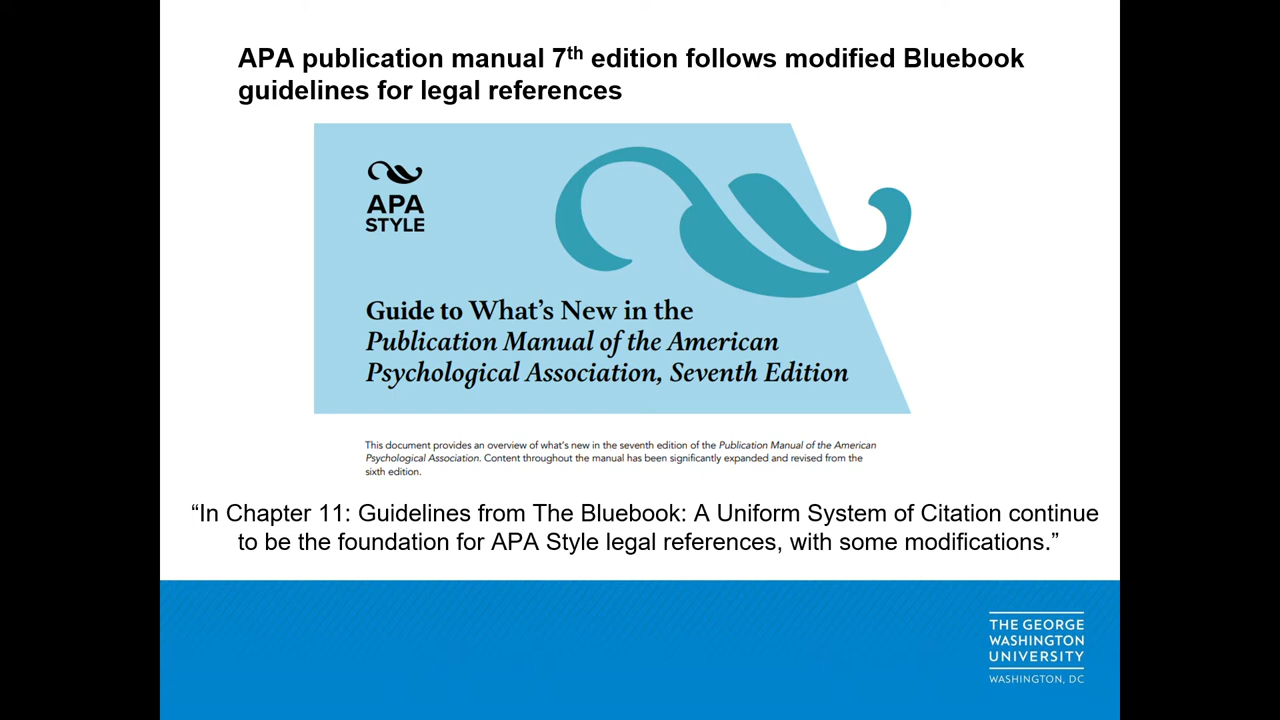 APA publication manual 7th edition follows modified Bluebook
guidelines for legal references
APA
STYLE
Guide to What's New in the
Publication Manual of the American
Psychological Association, Seventh Edition
This document provides an overview of what's new in the seventh edition of the Publication Manual of the American
Psychological Association. Content throughout the manual has been significantly expanded and revised from the
sixth edition.
“In Chapter 11: Guidelines from The Bluebook: A Uniform System of Citation continue
to be the foundation for APA Style legal references, with some modifications.”
THE GEORGE
WASHINGTON
UNIVERSITY
WASHINGTON, DC